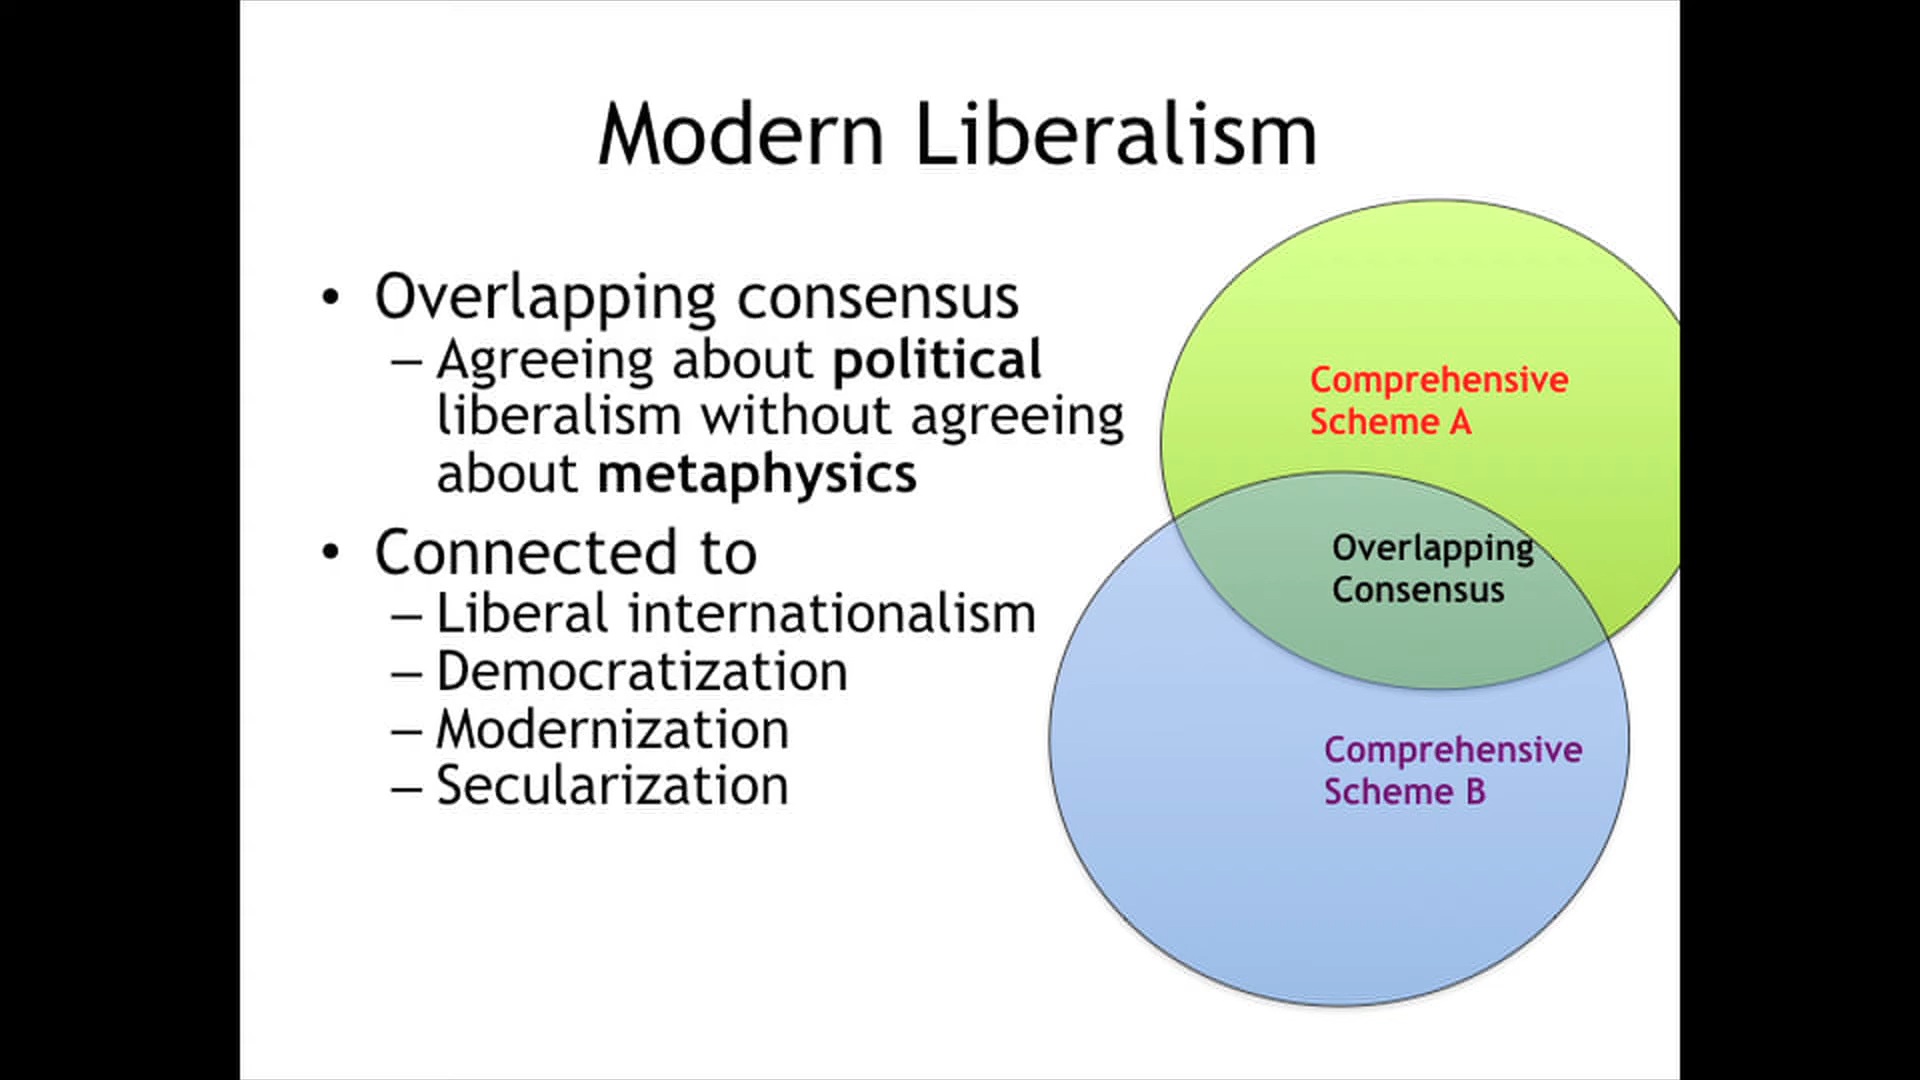 Modern Liberalism
• Overlapping consensus
– Agreeing about political
liberalism without agreeing
about metaphysics
• Connected to
– Liberal internationalism
– Democratization
– Modernization
– Secularization
Comprehensive
Scheme A
Overlapping
Consensus
Comprehensive
Scheme B